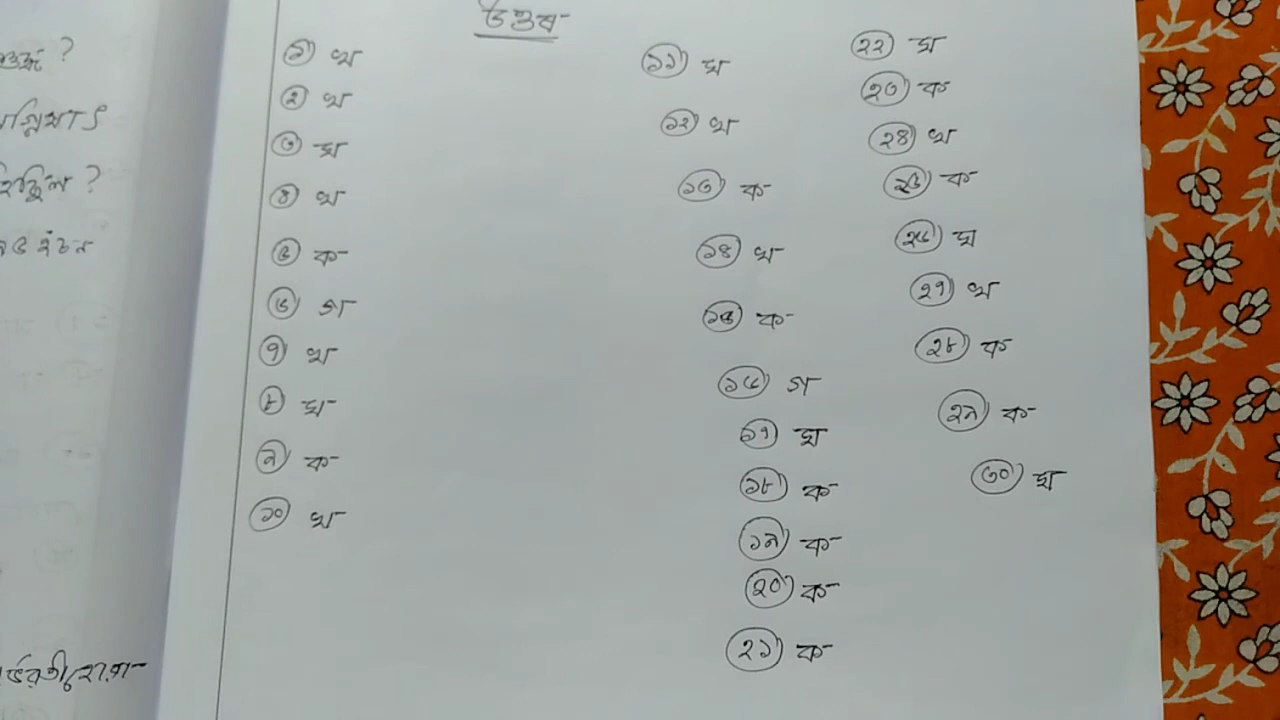 উত্তর
১) খ
২) খ
৩) ঘ
৪) খ
৫) ক
৬) গ
৭) খ
৮) ঘ
৯) ক
১০) খ
১১) ঘ
১২) খ
১৩) ক
১৪) খ
১৫) ক
১৬) গ
১৭) ঘ
১৮) ক
১৯) ক
২০) ক
২১) ক
২২) ঘ
২৩) ক
২৪) খ
২৫) ক
২৬) ঘ
২৭) খ
২৮) ক
২৯) ক
৩০) ঘ